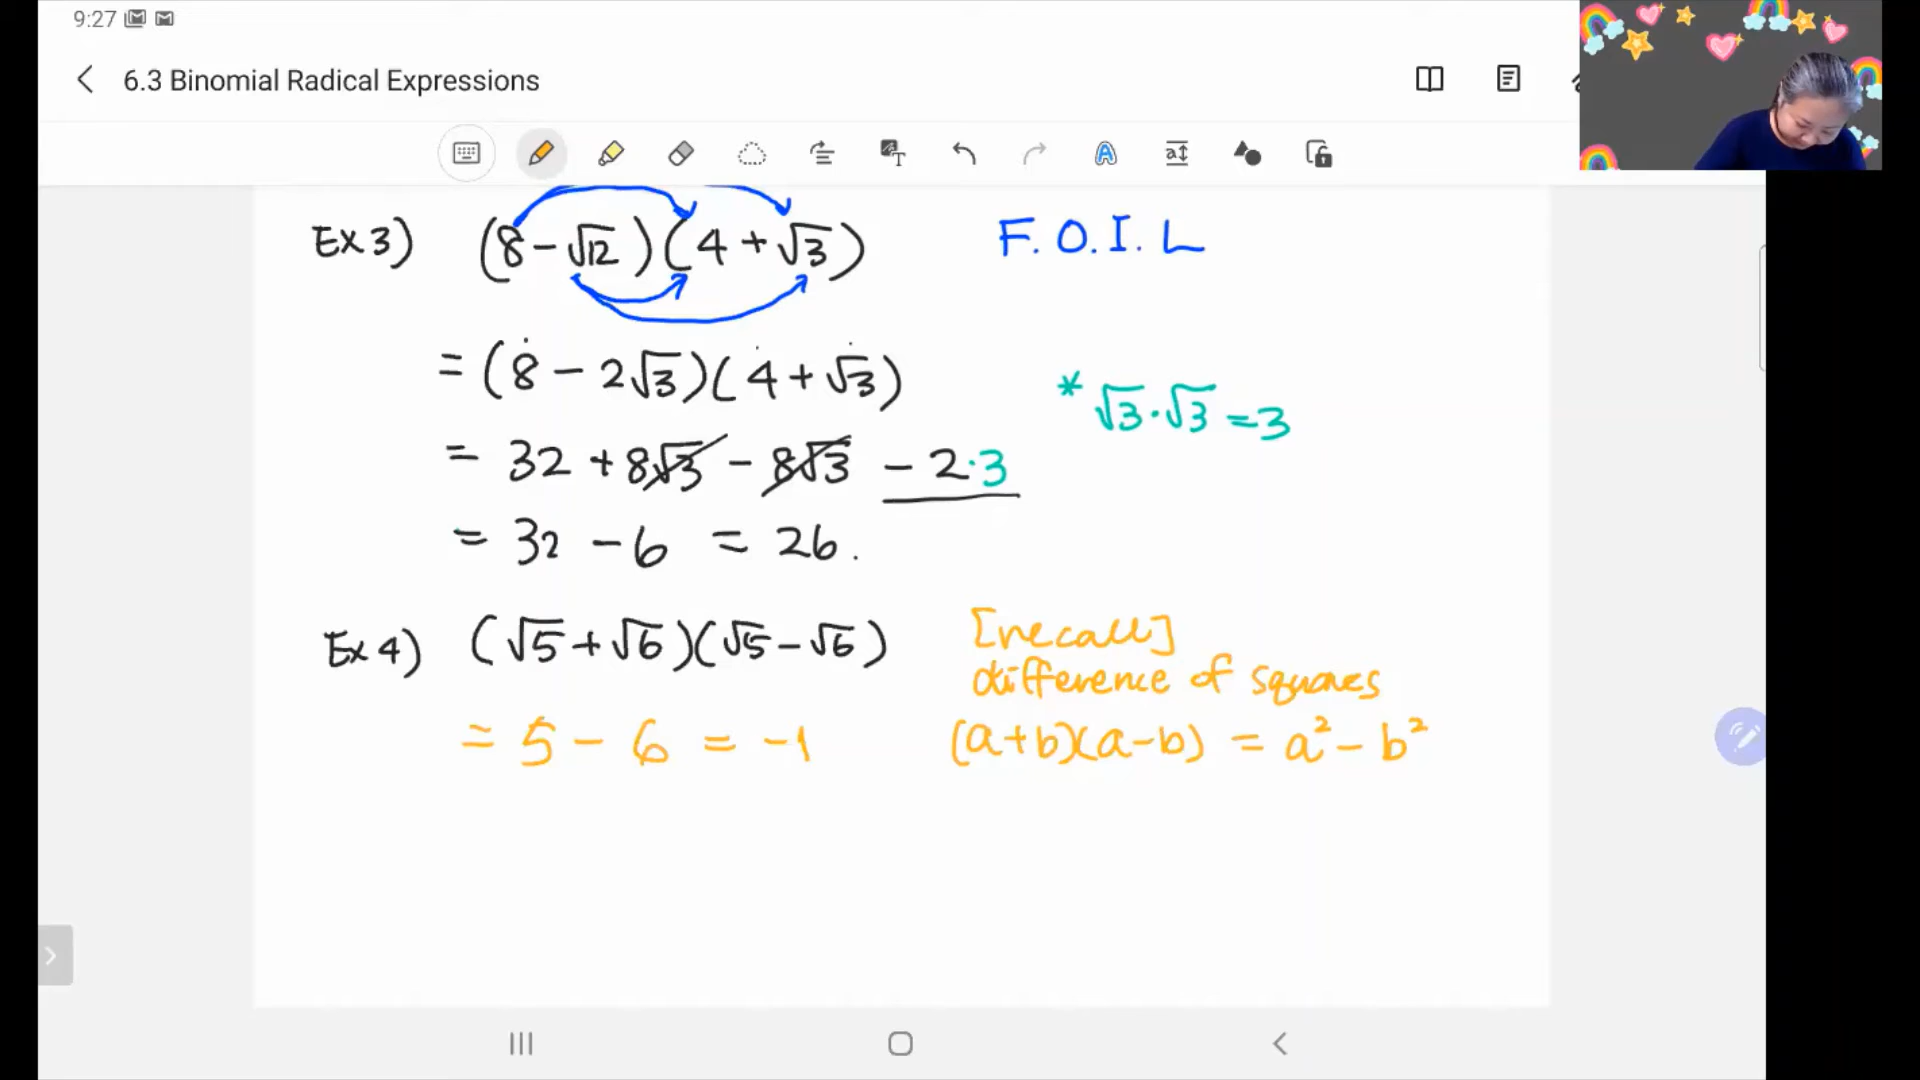 9:27
6.3 Binomial Radical Expressions
Ex 3) (8 - √12)(4 + √3) F. O. I. L
= (8 - 2√3)(4 + √3)
* √3 · √3 = 3
= 32 + 8√3 - 8√3 - 2·3
= 32 - 6 = 26.
Ex 4) (√5 + √6)(√5 - √6)
[recall]
difference of squares
= 5 - 6 = -1
(a+b)(a-b) = a² - b²